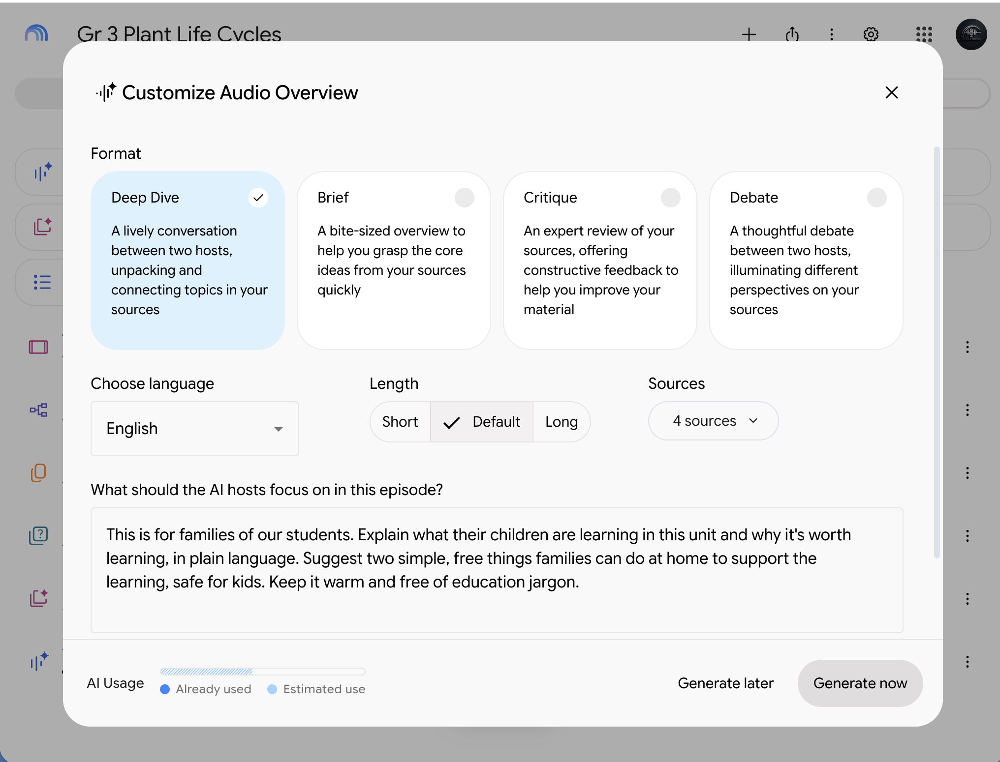 Gr 3 Plant Life Cycles
Customize Audio Overview
Format
Deep Dive
A lively conversation
between two hosts,
unpacking and
connecting topics in your
sources
Brief
A bite-sized overview to
help you grasp the core
ideas from your sources
quickly
Critique
An expert review of your
sources, offering
constructive feedback to
help you improve your
material
Debate
A thoughtful debate
between two hosts,
illuminating different
perspectives on your
sources
Choose language
English
Length
Short
Default
Long
Sources
4 sources
What should the AI hosts focus on in this episode?
This is for families of our students. Explain what their children are learning in this unit and why it's worth
learning, in plain language. Suggest two simple, free things families can do at home to support the
learning, safe for kids. Keep it warm and free of education jargon.
AI Usage
Already used
Estimated use
Generate later
Generate now